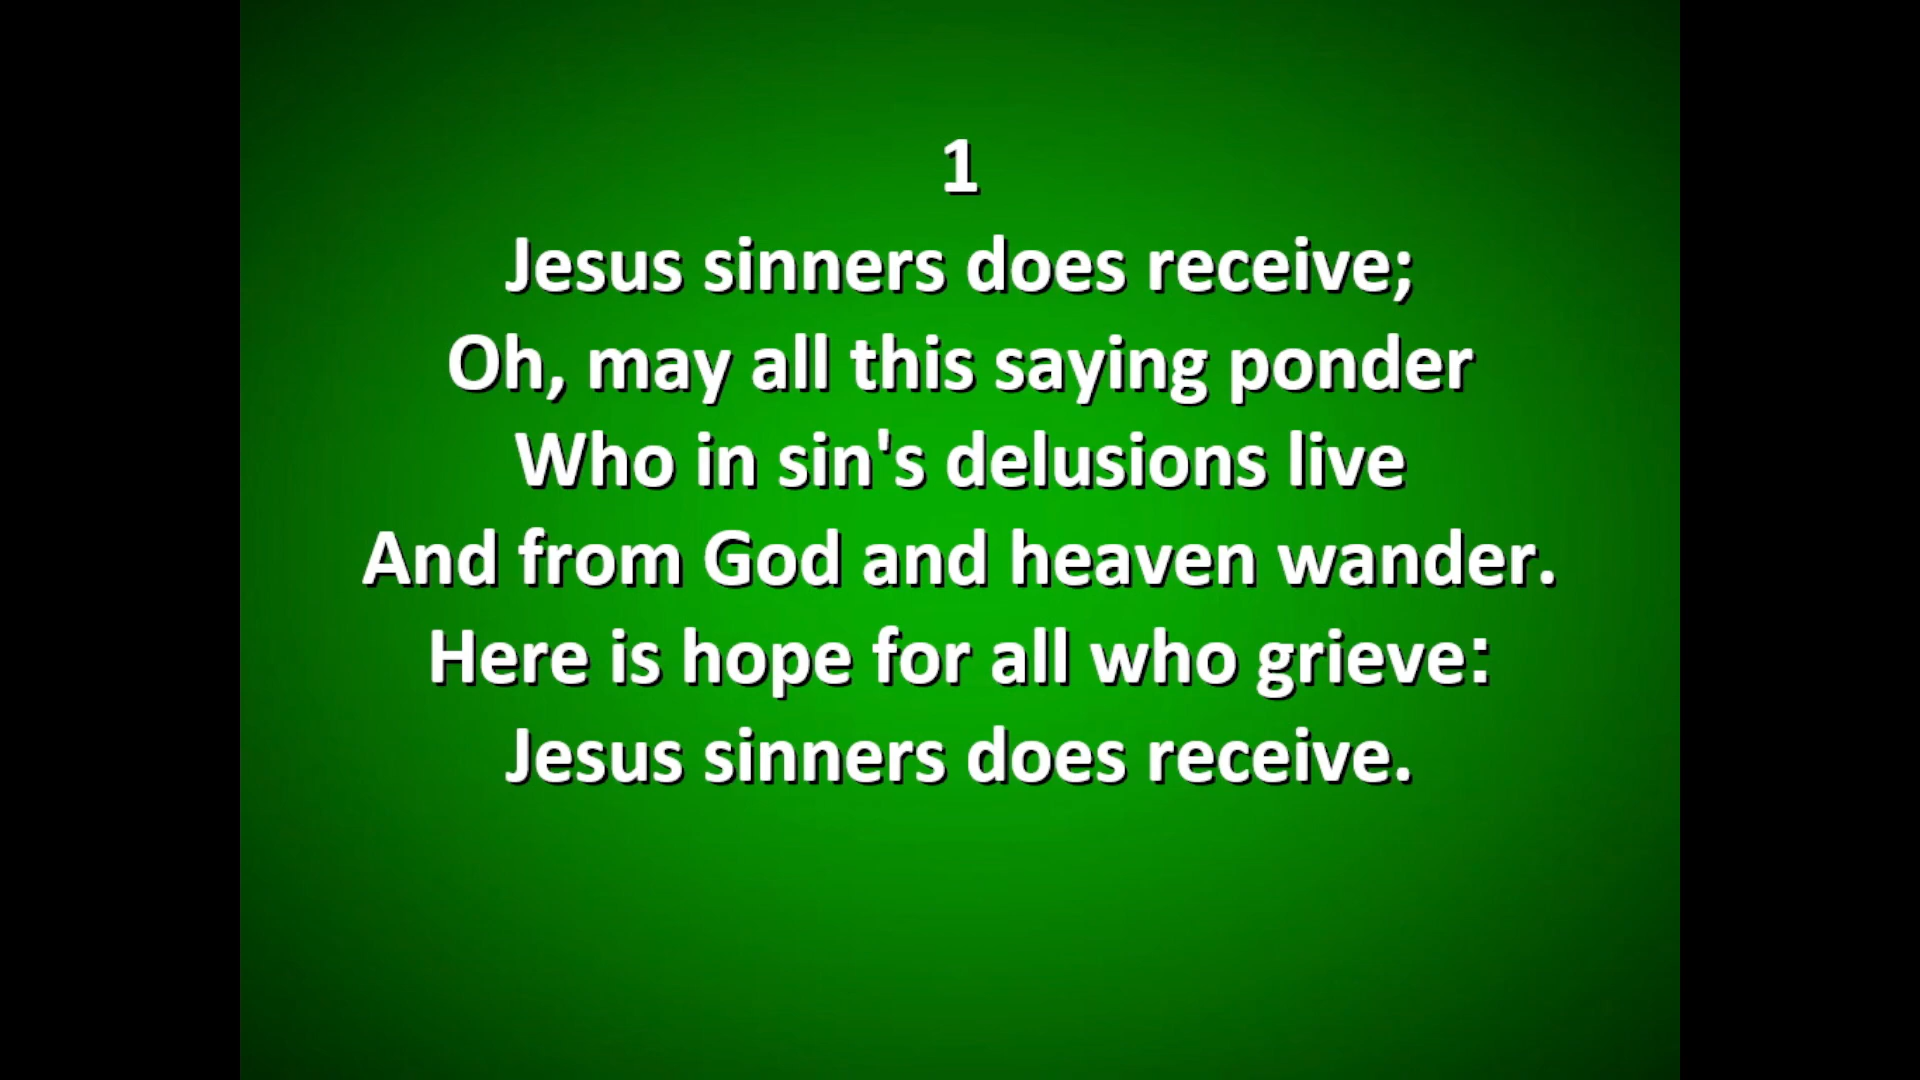 1
Jesus sinners does receive;
Oh, may all this saying ponder
Who in sin's delusions live
And from God and heaven wander.
Here is hope for all who grieve:
Jesus sinners does receive.